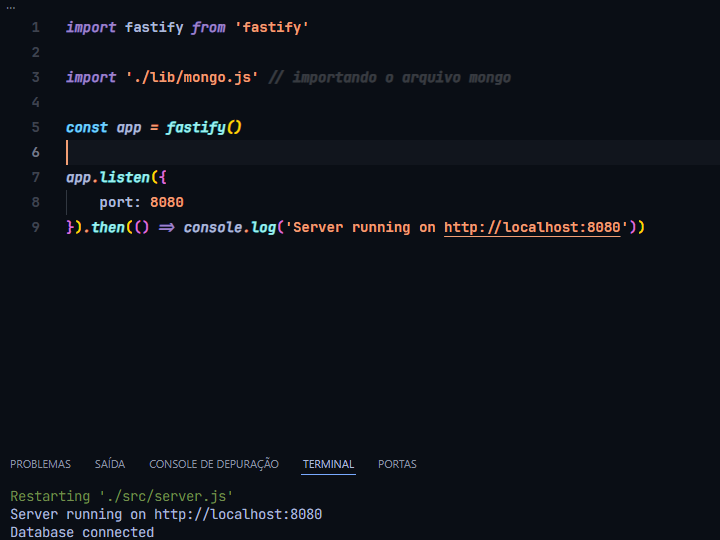 ...
1 import fastify from 'fastify'
2
3 import './lib/mongo.js' // importando o arquivo mongo
4
5 const app = fastify()
6
7 app.listen({
8 port: 8080
9 }).then(() => console.log('Server running on http://localhost:8080'))
PROBLEMAS SAÍDA CONSOLE DE DEPURAÇÃO TERMINAL PORTAS
Restarting './src/server.js'
Server running on http://localhost:8080
Database connected